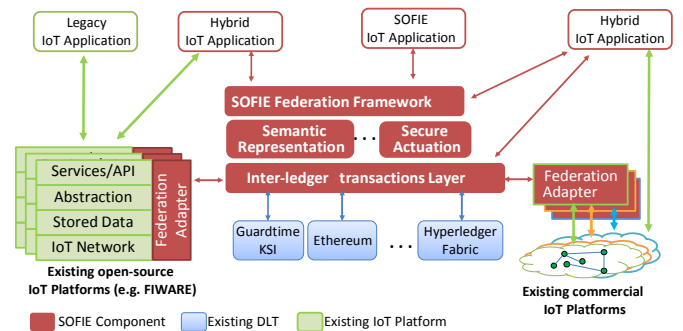 Legacy
IoT Application
Hybrid
IoT Application
SOFIE
IoT Application
Hybrid
IoT Application
SOFIE Federation Framework
Semantic
Representation
. . .
Secure
Actuation
Inter-ledger transactions Layer
Services/API
Abstraction
Stored Data
IoT Network
Federation
Adapter
Federation
Adapter
Guardtime
KSI
Ethereum
. . .
Hyperledger
Fabric
Existing open-source
IoT Platforms (e.g. FIWARE)
Existing commercial
IoT Platforms
SOFIE Component
Existing DLT
Existing IoT Platform